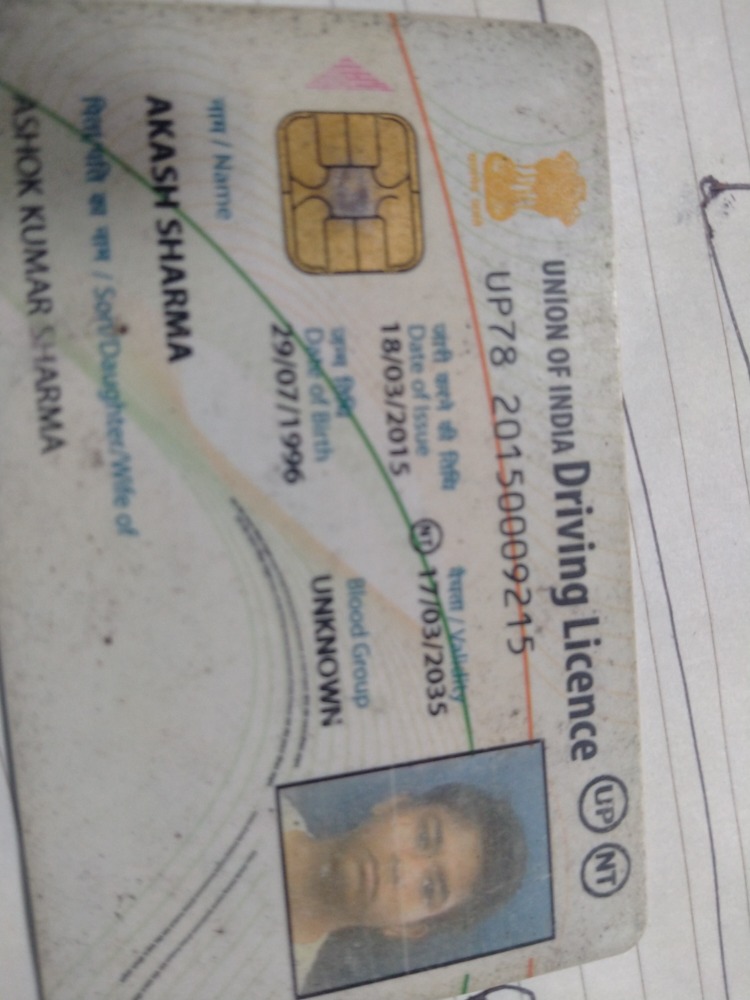 UNION OF INDIA Driving Licence UP NT
UP78 20150009215
जारी करने की तिथि
Date of Issue
18/03/2015
वैधता / Validity
NT 17/03/2035
जन्म तिथि
Date of Birth
29/07/1996
Blood Group
UNKNOWN
नाम / Name
AKASH SHARMA
पिता/पति का नाम / Son/Daughter/Wife of
ASHOK KUMAR SHARMA